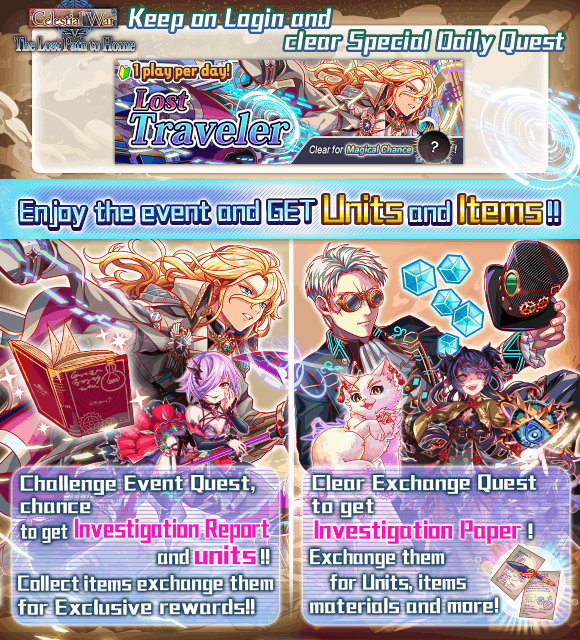 Celestial War
The Lost Path to Home
Keep on Login and
clear Special Daily Quest
1 play per day!
Lost
Traveler
Clear for Magical Chance ? !
Enjoy the event and GET Units and Items!!
Challenge Event Quest,
chance
to get Investigation Report
and units!!
Collect items exchange them
for Exclusive rewards!!
Clear Exchange Quest
to get
Investigation Paper!
Exchange them
for Units, items
materials and more!